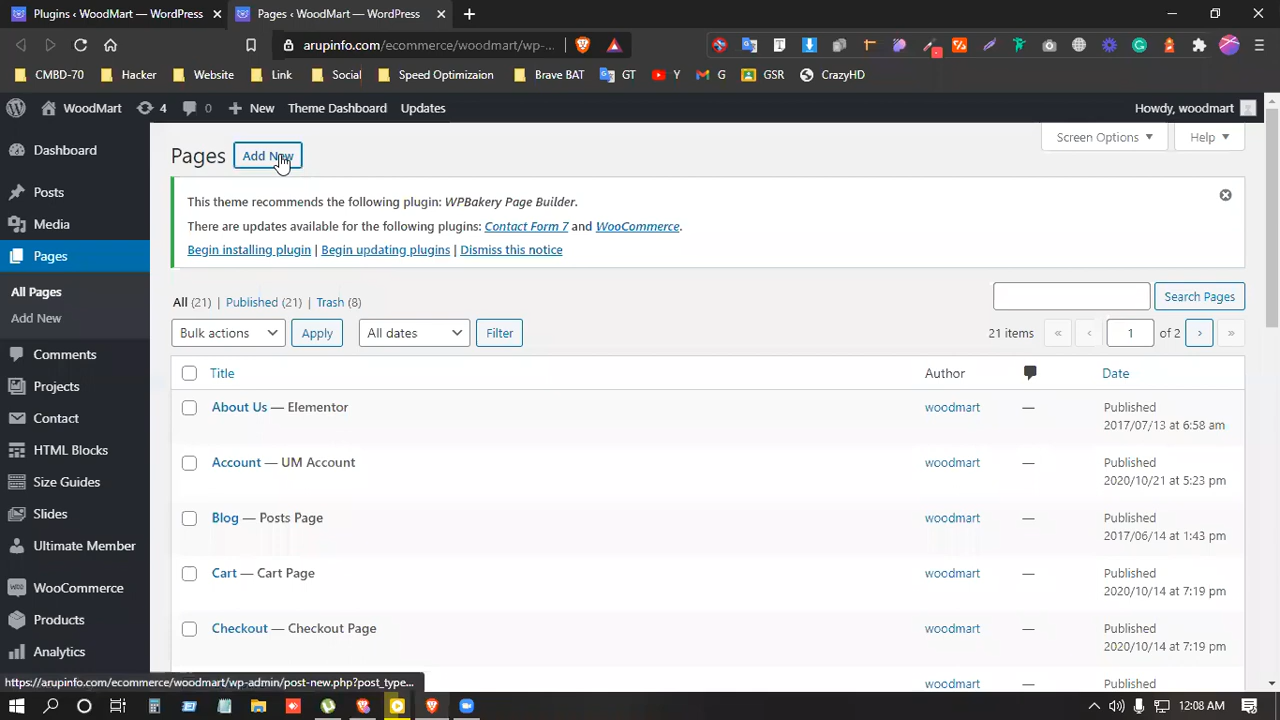 Plugins ‹ WoodMart — WordPress
Pages ‹ WoodMart — WordPress
arupinfo.com/ecommerce/woodmart/wp-...
CPBD-70
Hacker
Website
Link
Social
Speed Optimizaion
Brave BAT
GT
Y
G
GSR
CrazyHD
WoodMart
4
0
New
Theme Dashboard
Updates
Howdy, woodmart
Dashboard
Posts
Media
Pages
All Pages
Add New
Comments
Projects
Contact
HTML Blocks
Size Guides
Slides
Ultimate Member
WooCommerce
Products
Analytics
Screen Options
Help
Pages
Add New
This theme recommends the following plugin: WPBakery Page Builder.
There are updates available for the following plugins: Contact Form 7 and WooCommerce.
Begin installing plugin | Begin updating plugins | Dismiss this notice
All (21) | Published (21) | Trash (8)
Search Pages
Bulk actions
Apply
All dates
Filter
21 items « ‹ 1 of 2 › »
Title
Author
Date
About Us — Elementor
woodmart
—
Published
2017/07/13 at 6:58 am
Account — UM Account
woodmart
—
Published
2020/10/21 at 5:23 pm
Blog — Posts Page
woodmart
—
Published
2017/06/14 at 1:43 pm
Cart — Cart Page
woodmart
—
Published
2020/10/14 at 7:19 pm
Checkout — Checkout Page
woodmart
—
Published
2020/10/14 at 7:19 pm
woodmart
—
Published
https://arupinfo.com/ecommerce/woodmart/wp-admin/post-new.php?post_type...
12:08 AM